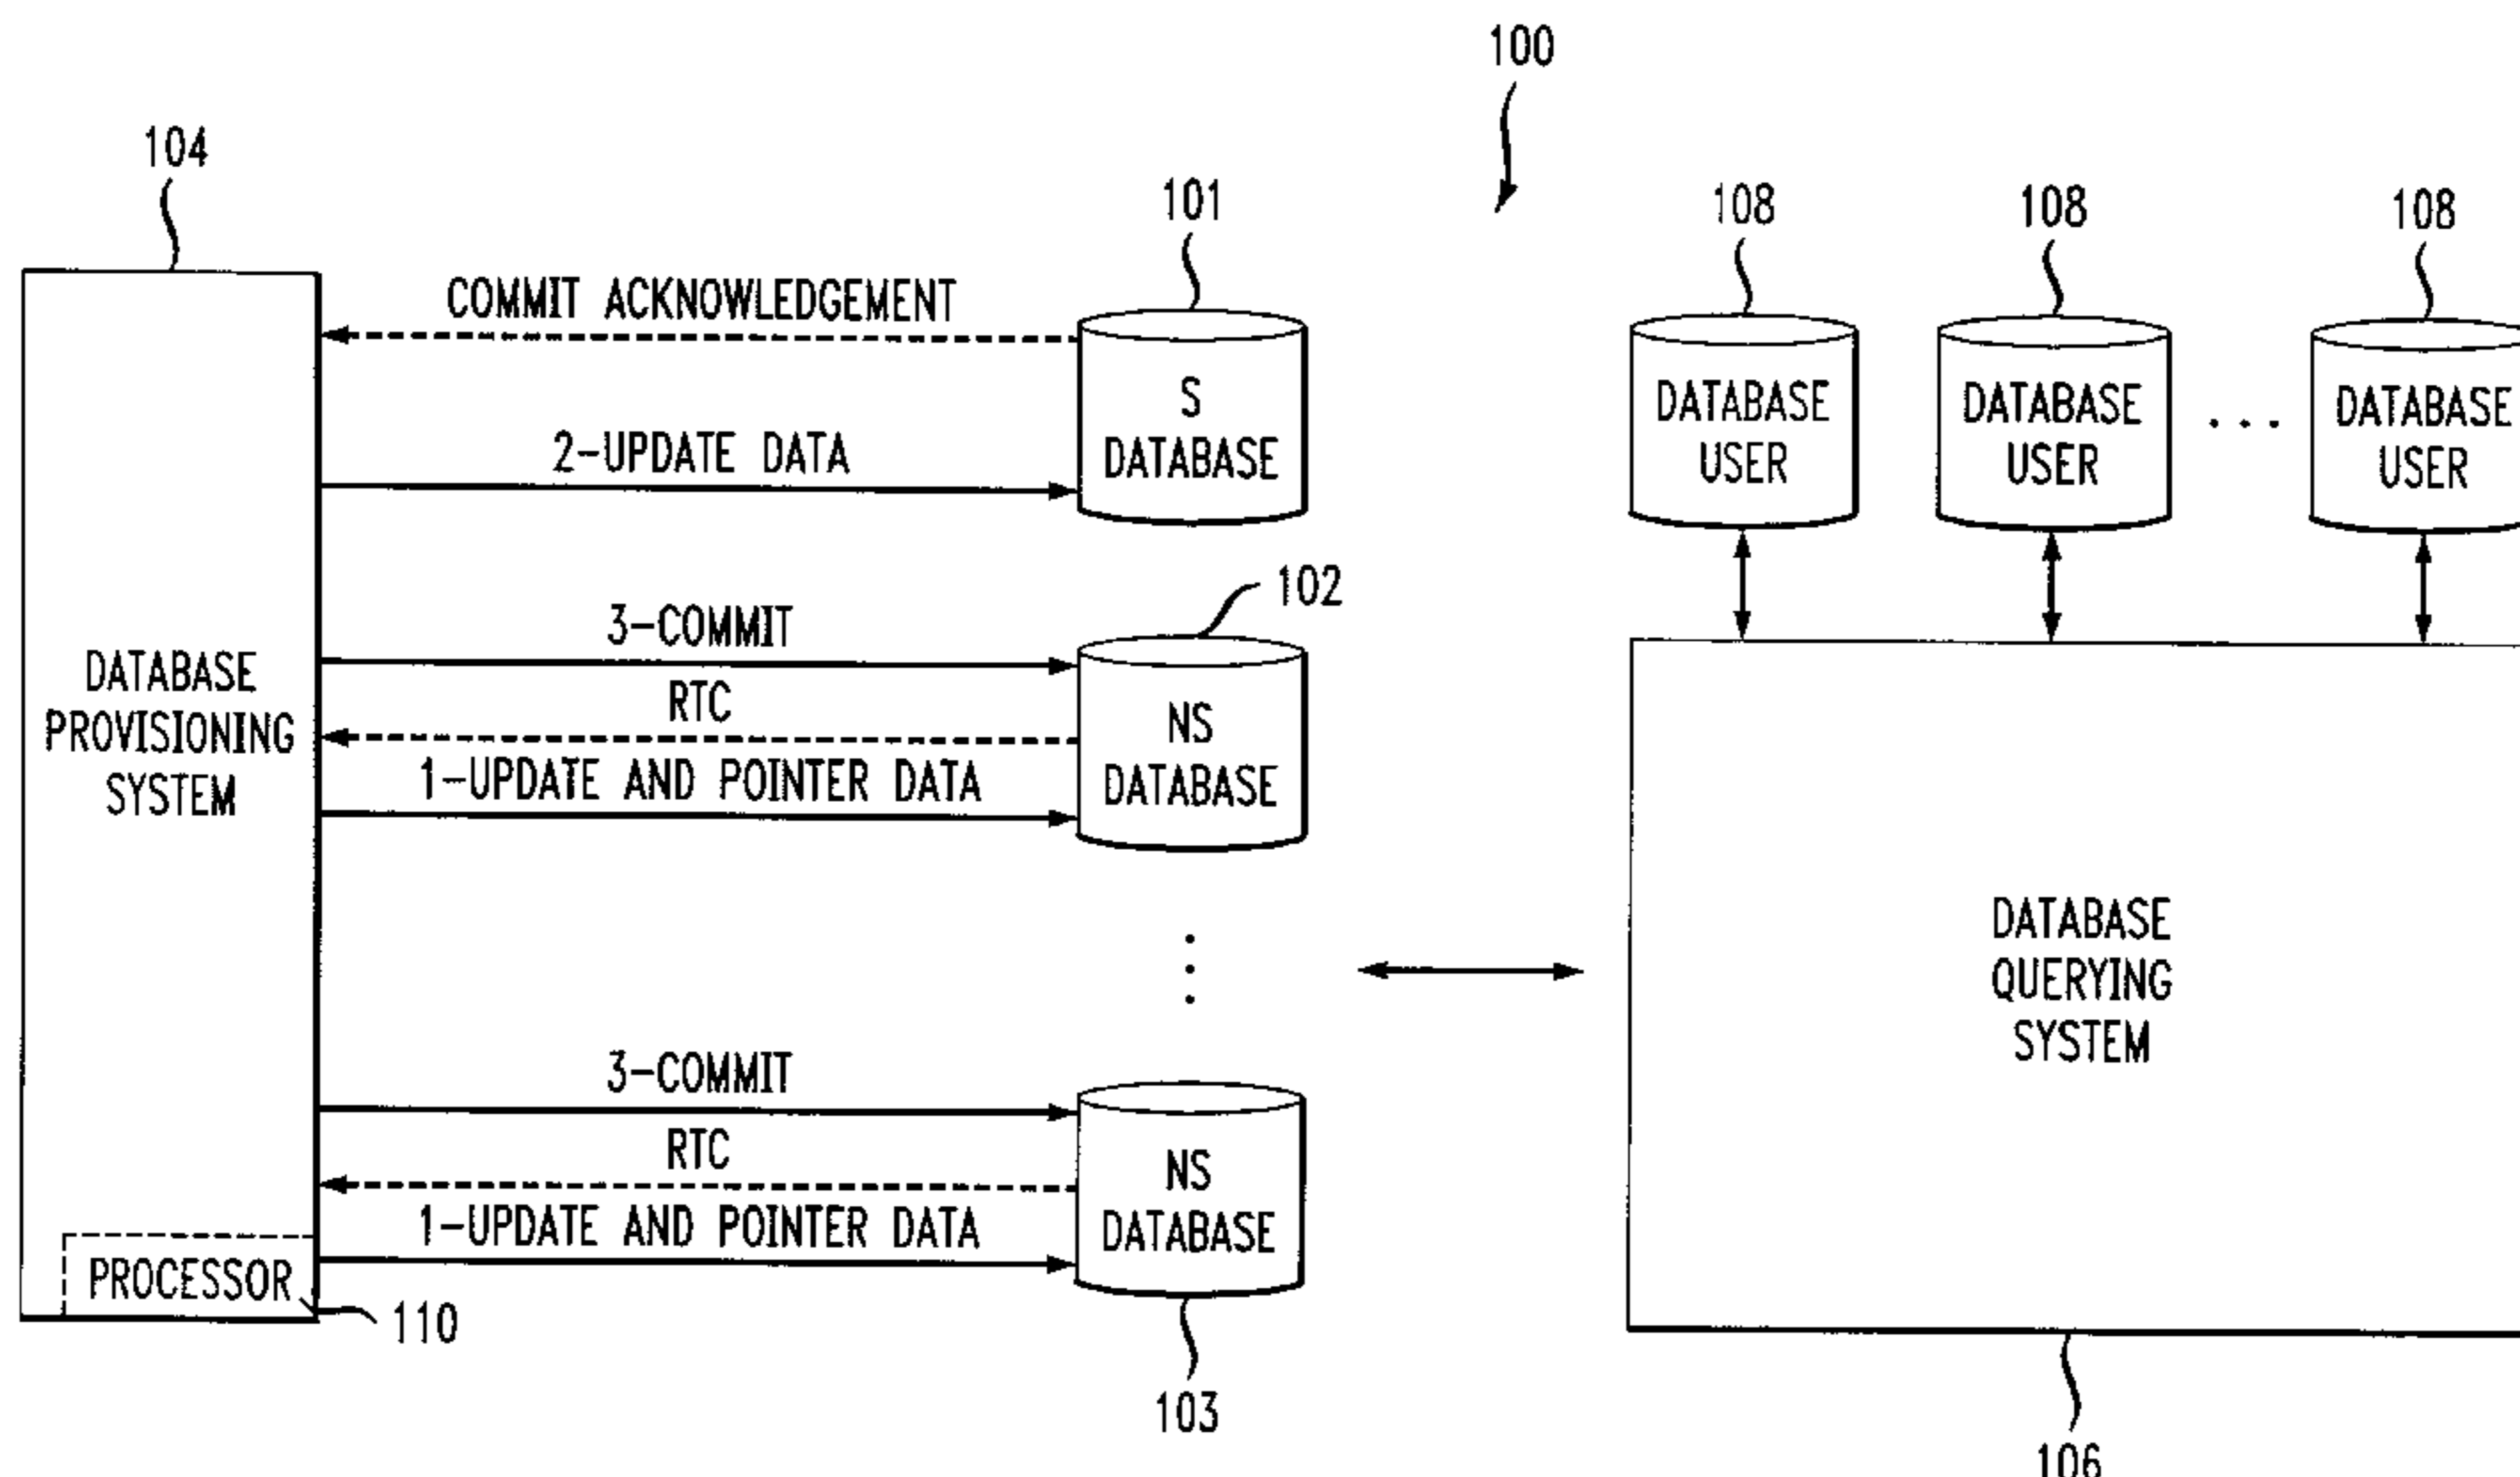 100
104
101
108
108
108
COMMIT ACKNOWLEDGEMENT
S
DATABASE
2-UPDATE DATA
DATABASE
USER
DATABASE
USER
. . .
DATABASE
USER
102
3-COMMIT
RTC
1-UPDATE AND POINTER DATA
NS
DATABASE
DATABASE
PROVISIONING
SYSTEM
DATABASE
QUERYING
SYSTEM
3-COMMIT
RTC
1-UPDATE AND POINTER DATA
NS
DATABASE
PROCESSOR
110
103
106